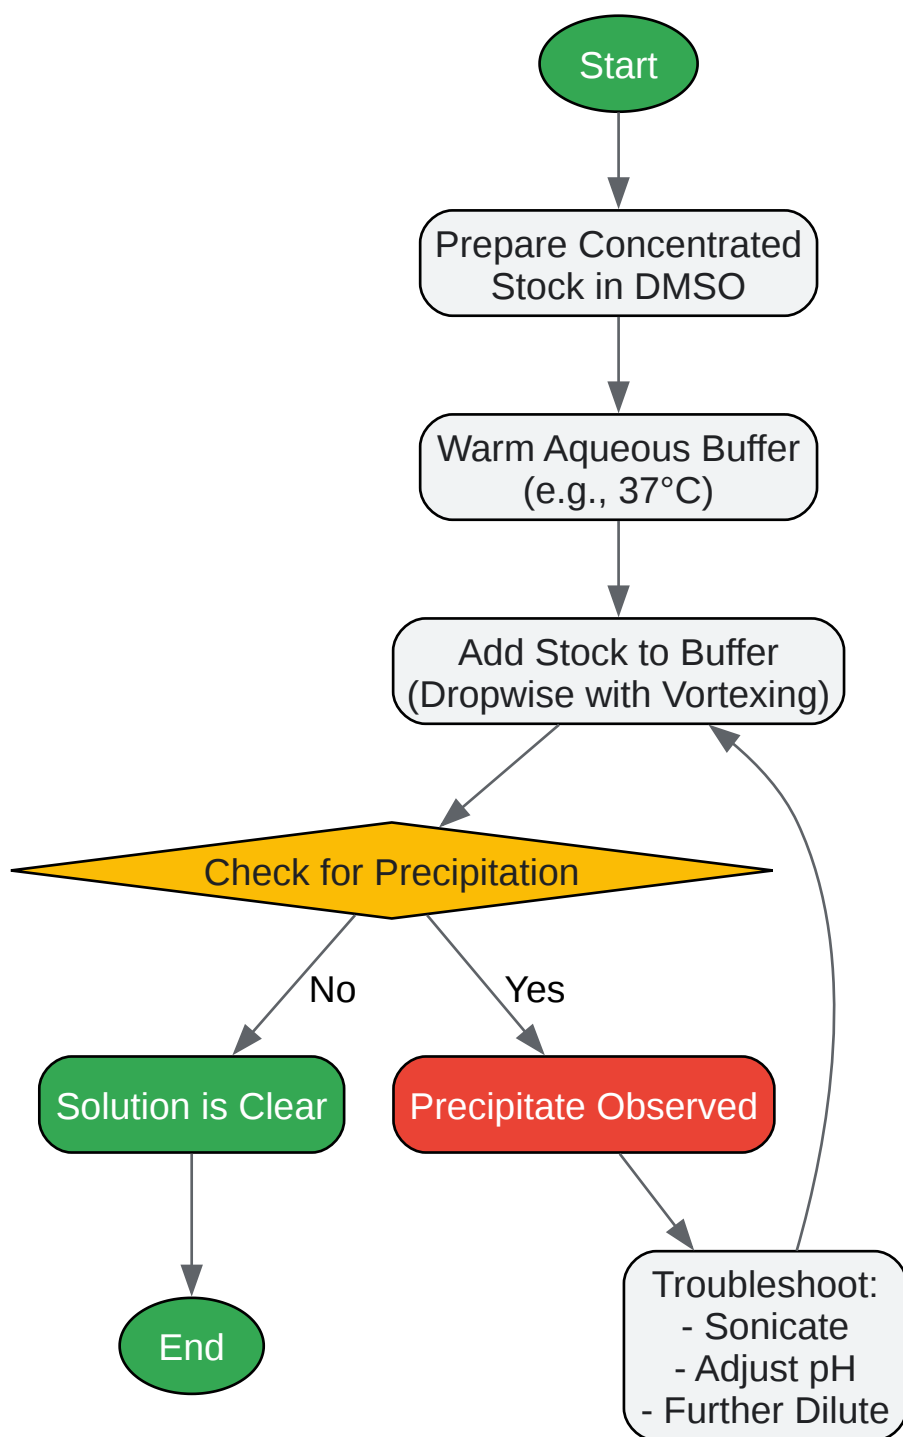 Start
Prepare Concentrated
Stock in DMSO
Warm Aqueous Buffer
(e.g., 37°C)
Add Stock to Buffer
(Dropwise with Vortexing)
Check for Precipitation
No
Yes
Solution is Clear
Precipitate Observed
Troubleshoot:
- Sonicate
- Adjust pH
- Further Dilute
End